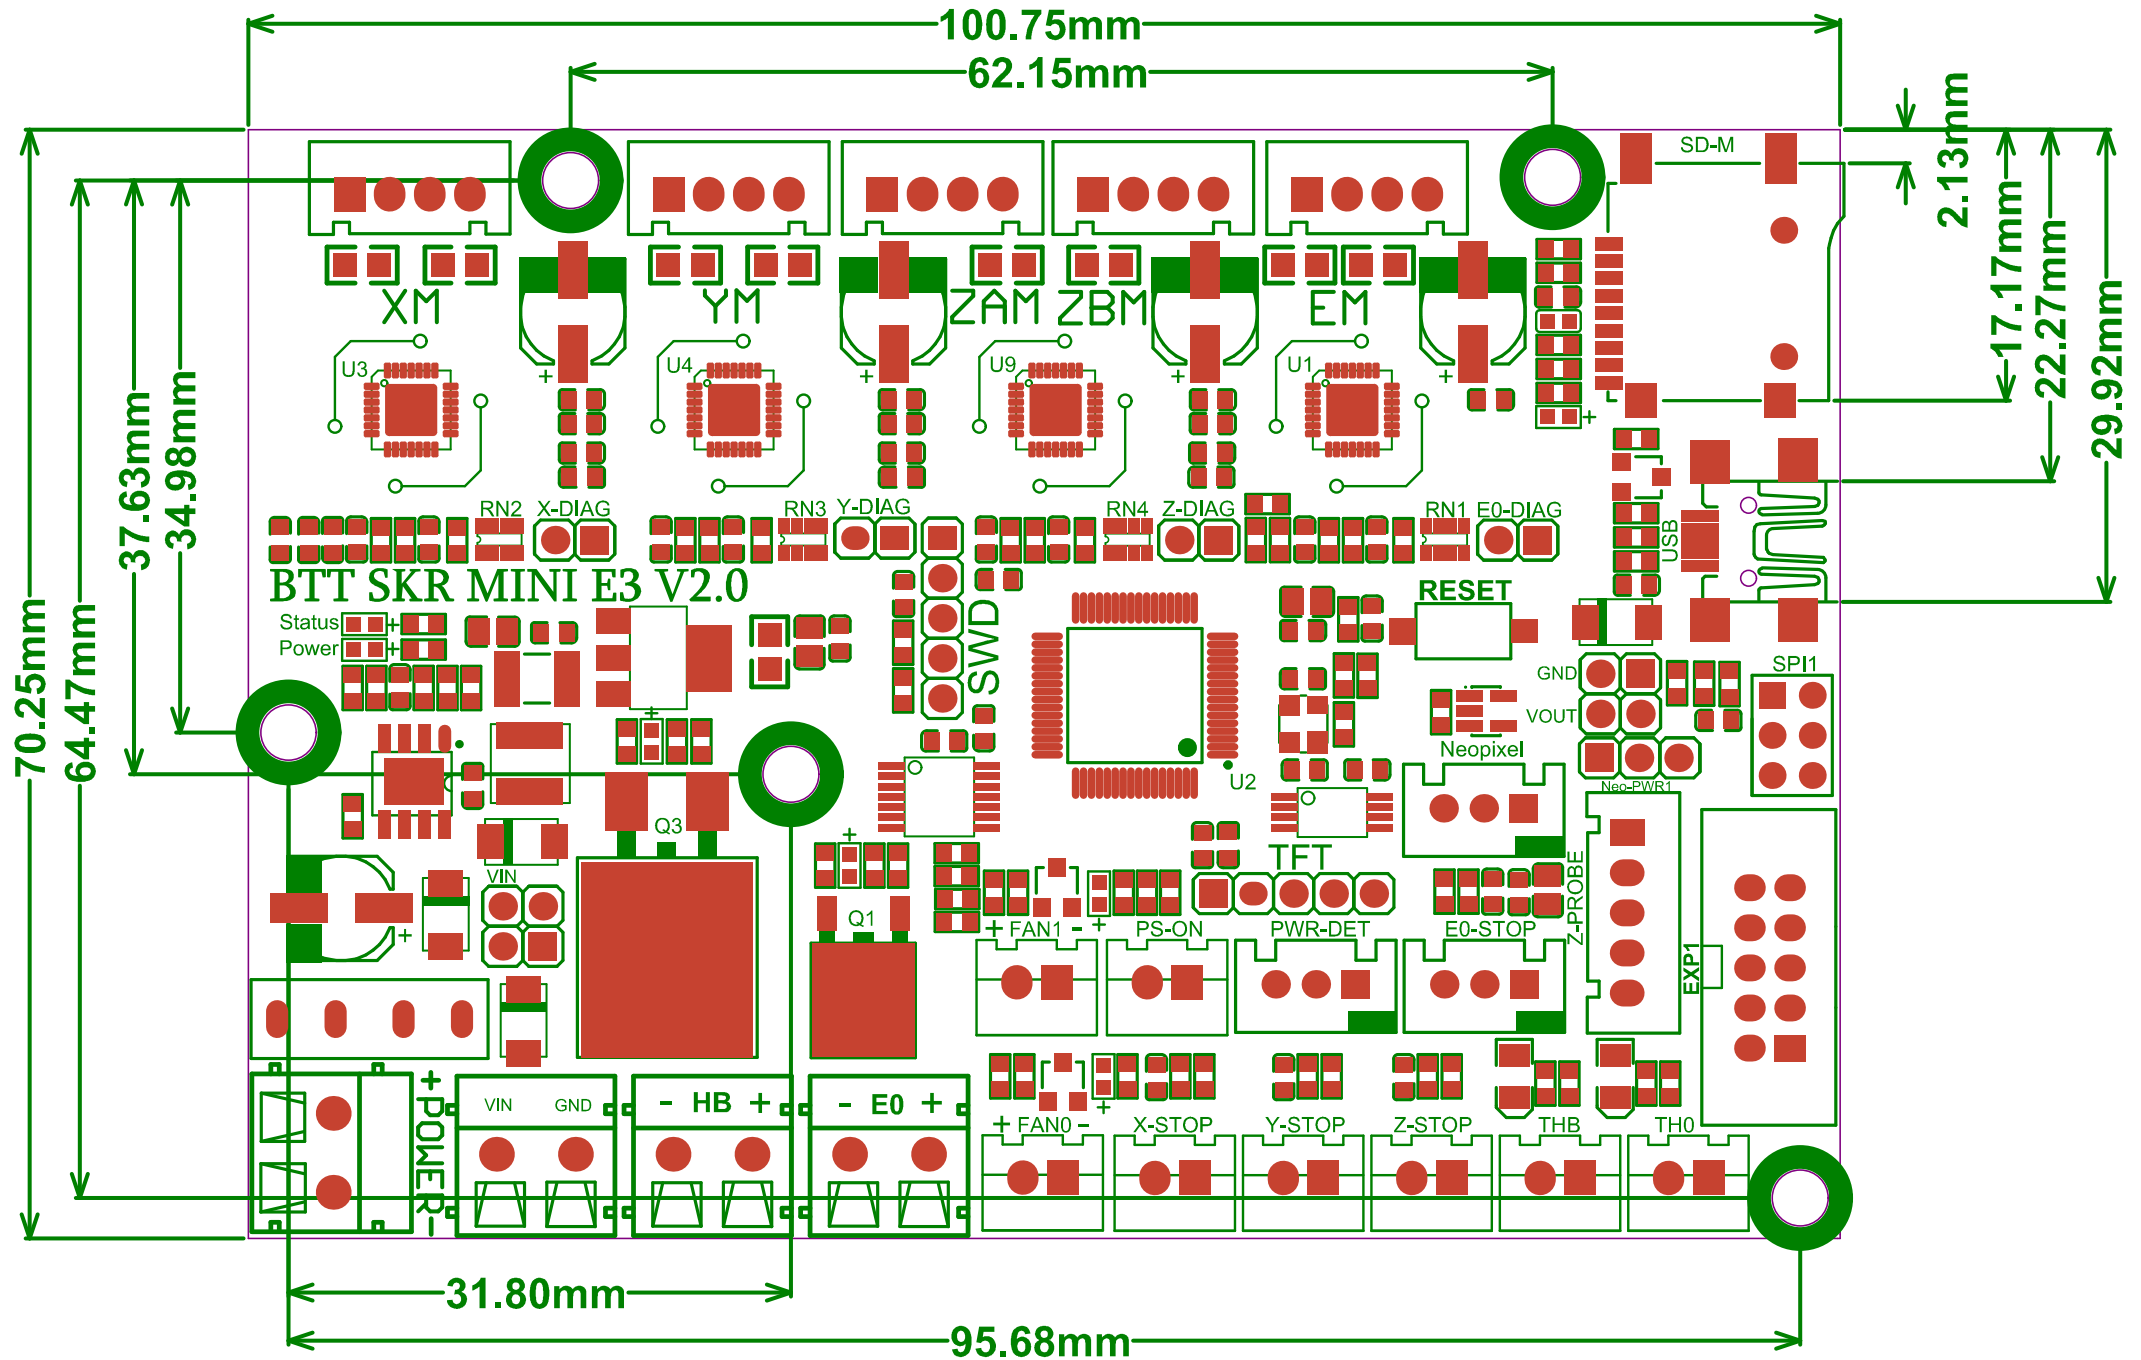 100.75mm
62.15mm
2.13mm
17.17mm
22.27mm
29.92mm
70.25mm
64.47mm
37.63mm
34.98mm
SD-M
XM
YM
ZAM
ZBM
EM
U3
U4
U9
U1
+
+
+
+
+
RN2
X-DIAG
RN3
Y-DIAG
RN4
Z-DIAG
RN1
E0-DIAG
USB
BTT SKR MINI E3 V2.0
RESET
Status
+
Power
+
SWD
SPI1
GND
VOUT
+
Neopixel
U2
Neo-PWR1
Q3
+
TFT
VIN
Z-PROBE
Q1
+
+ FAN1 -
+
PS-ON
PWR-DET
E0-STOP
EXP1
+POWER-
VIN
GND
- HB +
- E0 +
+
+ FAN0 -
X-STOP
Y-STOP
Z-STOP
THB
TH0
31.80mm
95.68mm